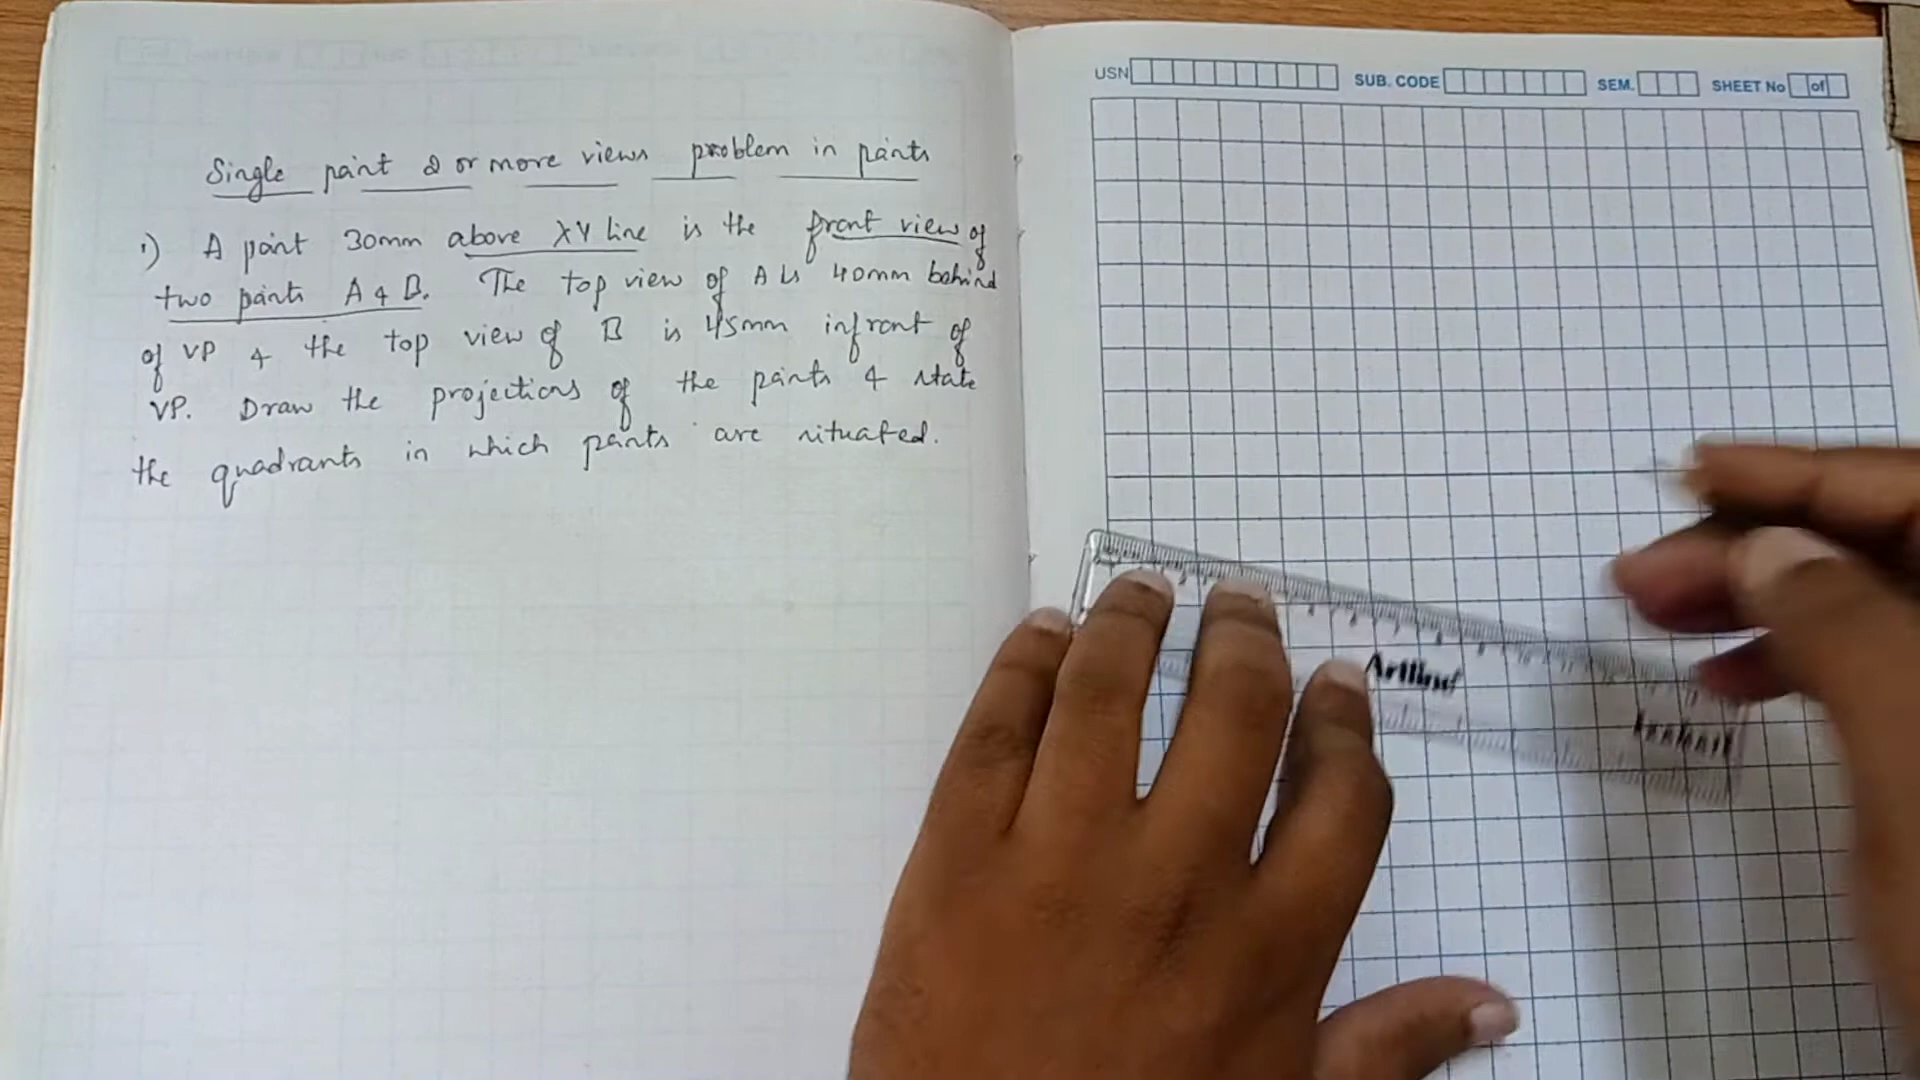 Single point 2 or more views problem in points
1) A point 30mm above XY line is the front view of
two points A & B. The top view of A is 40mm behind
of VP & the top view of B is 45mm infront of
VP. Draw the projections of the points & state
the quadrants in which points are situated.
USN SUB. CODE SEM. SHEET No of
Artline